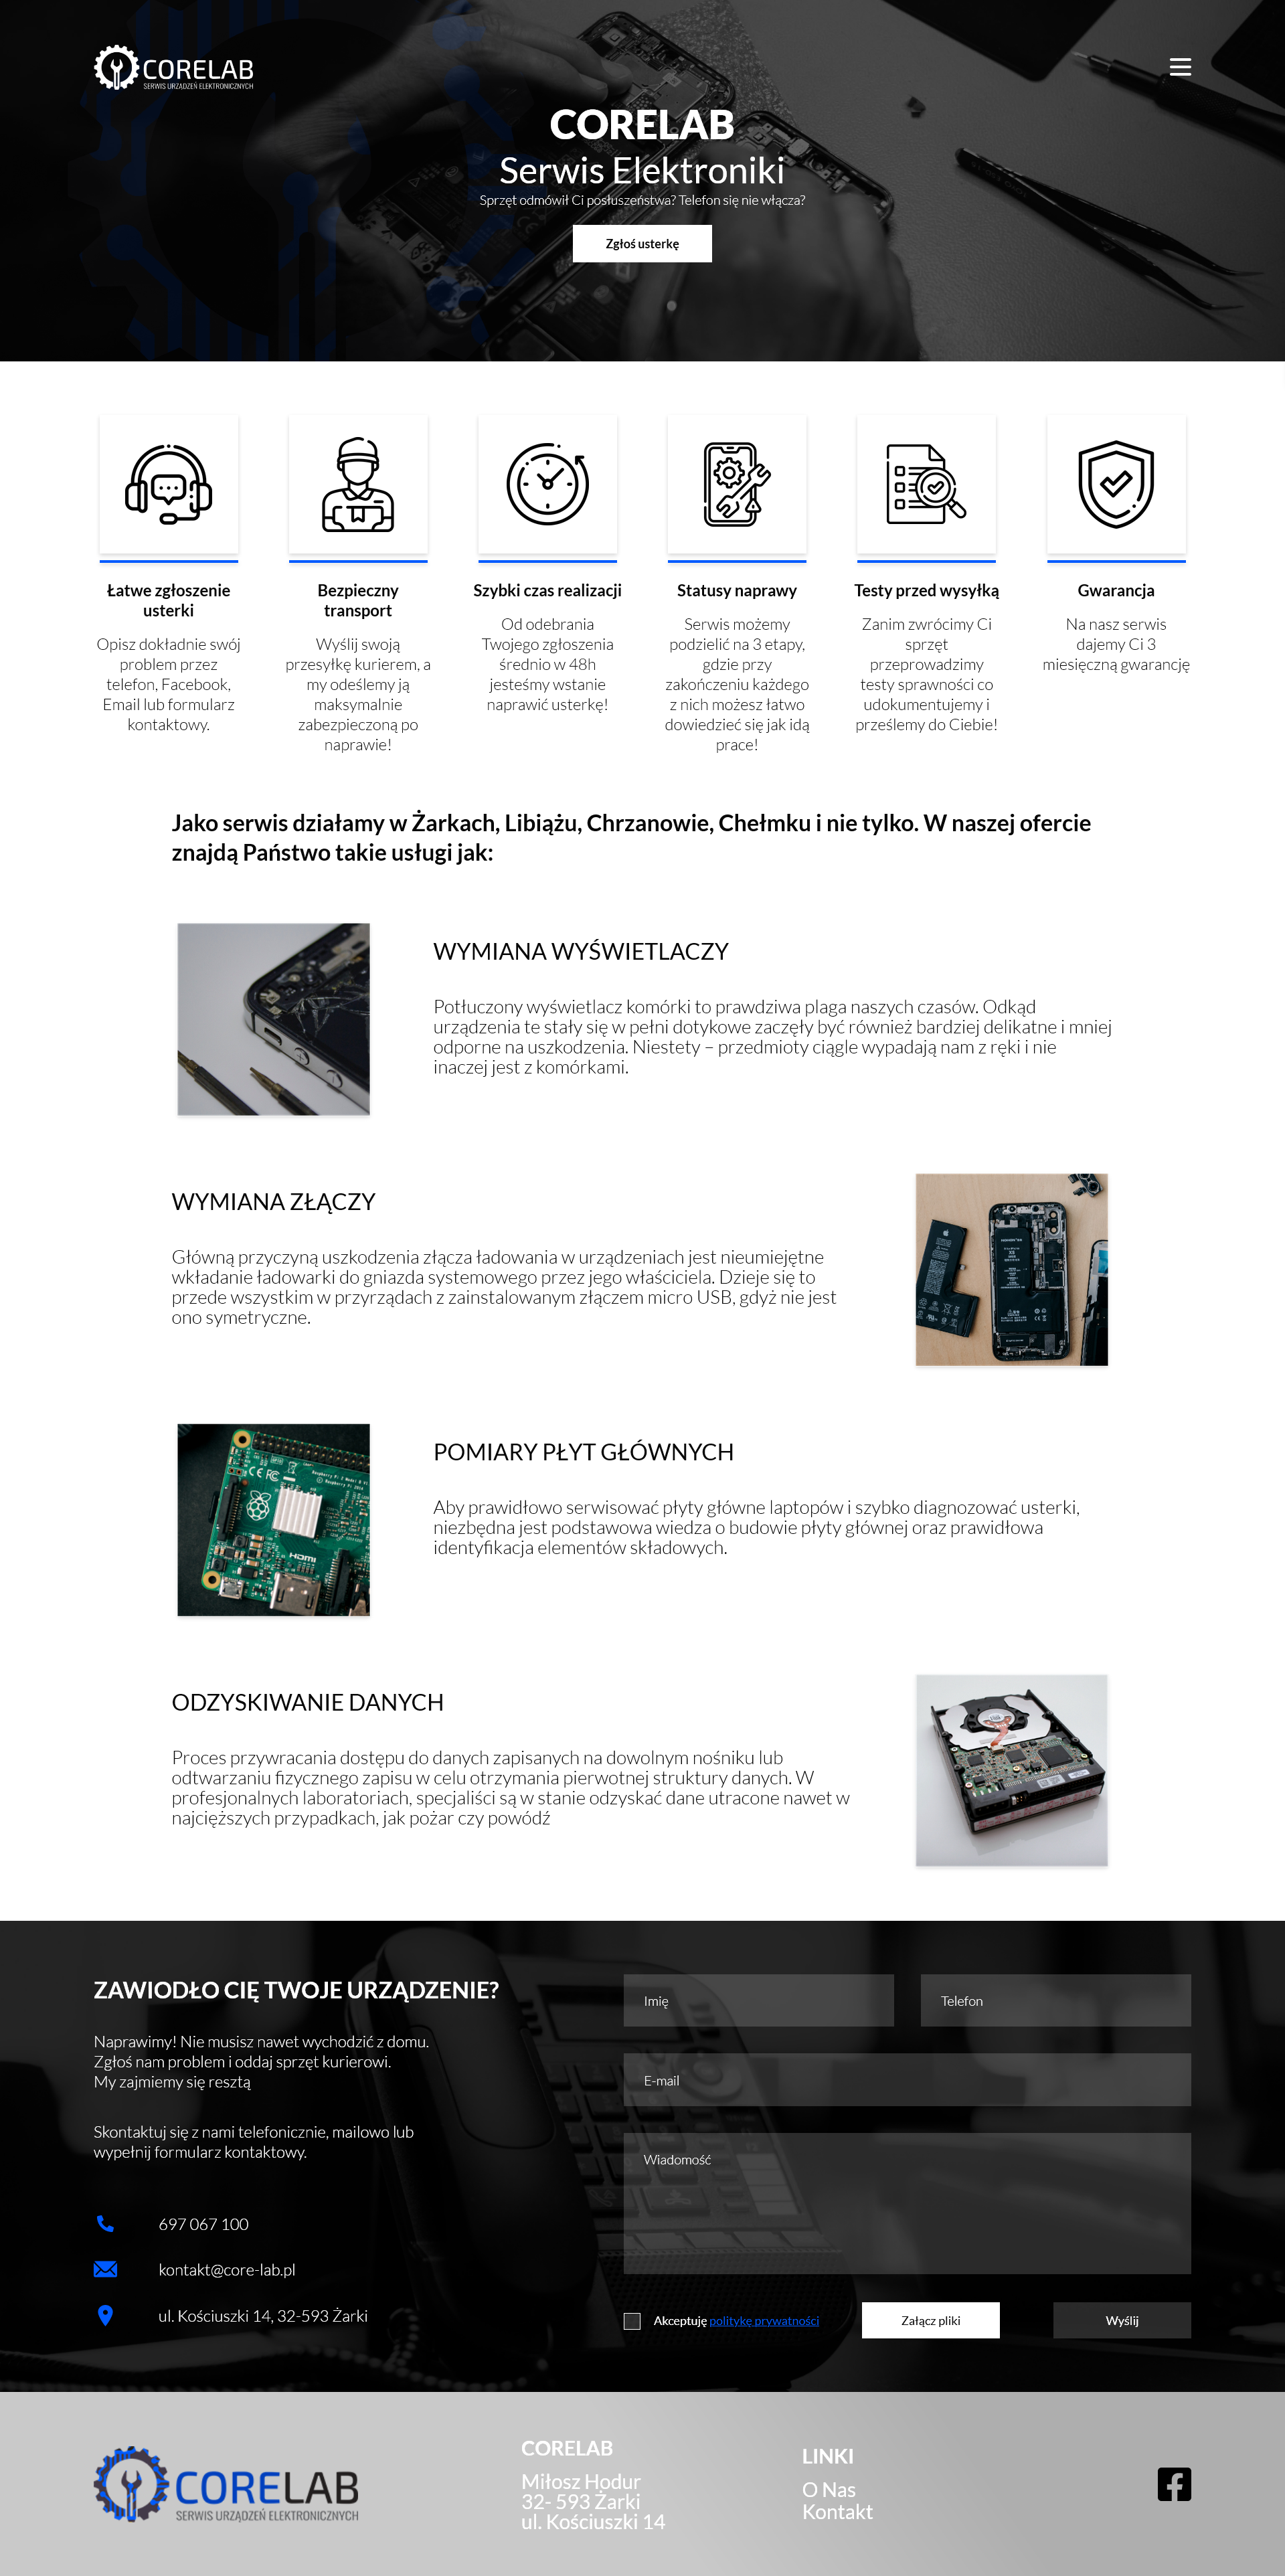 CORELAB
SERWIS URZĄDZEŃ ELEKTRONICZNYCH
CORELAB
Serwis Elektroniki
Sprzęt odmówił Ci posłuszeństwa? Telefon się nie włącza?
Zgłoś usterkę
Łatwe zgłoszenie
usterki
Opisz dokładnie swój
problem przez
telefon, Facebook,
Email lub formularz
kontaktowy.
Bezpieczny
transport
Wyślij swoją
przesyłkę kurierem, a
my odeślemy ją
maksymalnie
zabezpieczoną po
naprawie!
Szybki czas realizacji
Od odebrania
Twojego zgłoszenia
średnio w 48h
jesteśmy wstanie
naprawić usterkę!
Statusy naprawy
Serwis możemy
podzielić na 3 etapy,
gdzie przy
zakończeniu każdego
z nich możesz łatwo
dowiedzieć się jak idą
prace!
Testy przed wysyłką
Zanim zwrócimy Ci
sprzęt
przeprowadzimy
testy sprawności co
udokumentujemy i
prześlemy do Ciebie!
Gwarancja
Na nasz serwis
dajemy Ci 3
miesięczną gwarancję
Jako serwis działamy w Żarkach, Libiążu, Chrzanowie, Chełmku i nie tylko. W naszej ofercie
znajdą Państwo takie usługi jak:
WYMIANA WYŚWIETLACZY
Potłuczony wyświetlacz komórki to prawdziwa plaga naszych czasów. Odkąd
urządzenia te stały się w pełni dotykowe zaczęły być również bardziej delikatne i mniej
odporne na uszkodzenia. Niestety – przedmioty ciągle wypadają nam z ręki i nie
inaczej jest z komórkami.
WYMIANA ZŁĄCZY
Główną przyczyną uszkodzenia złącza ładowania w urządzeniach jest nieumiejętne
wkładanie ładowarki do gniazda systemowego przez jego właściciela. Dzieje się to
przede wszystkim w przyrządach z zainstalowanym złączem micro USB, gdyż nie jest
ono symetryczne.
POMIARY PŁYT GŁÓWNYCH
Aby prawidłowo serwisować płyty główne laptopów i szybko diagnozować usterki,
niezbędna jest podstawowa wiedza o budowie płyty głównej oraz prawidłowa
identyfikacja elementów składowych.
HDMI
ODZYSKIWANIE DANYCH
Proces przywracania dostępu do danych zapisanych na dowolnym nośniku lub
odtwarzaniu fizycznego zapisu w celu otrzymania pierwotnej struktury danych. W
profesjonalnych laboratoriach, specjaliści są w stanie odzyskać dane utracone nawet w
najcięższych przypadkach, jak pożar czy powódź
ZAWIODŁO CIĘ TWOJE URZĄDZENIE?
Naprawimy! Nie musisz nawet wychodzić z domu.
Zgłoś nam problem i oddaj sprzęt kurierowi.
My zajmiemy się resztą
Skontaktuj się z nami telefonicznie, mailowo lub
wypełnij formularz kontaktowy.
697 067 100
kontakt@core-lab.pl
ul. Kościuszki 14, 32-593 Żarki
Imię
Telefon
E-mail
Wiadomość
Akceptuję politykę prywatności
Załącz pliki
Wyślij
CORELAB
SERWIS URZĄDZEŃ ELEKTRONICZNYCH
CORELAB
Miłosz Hodur
32- 593 Żarki
ul. Kościuszki 14
LINKI
O Nas
Kontakt